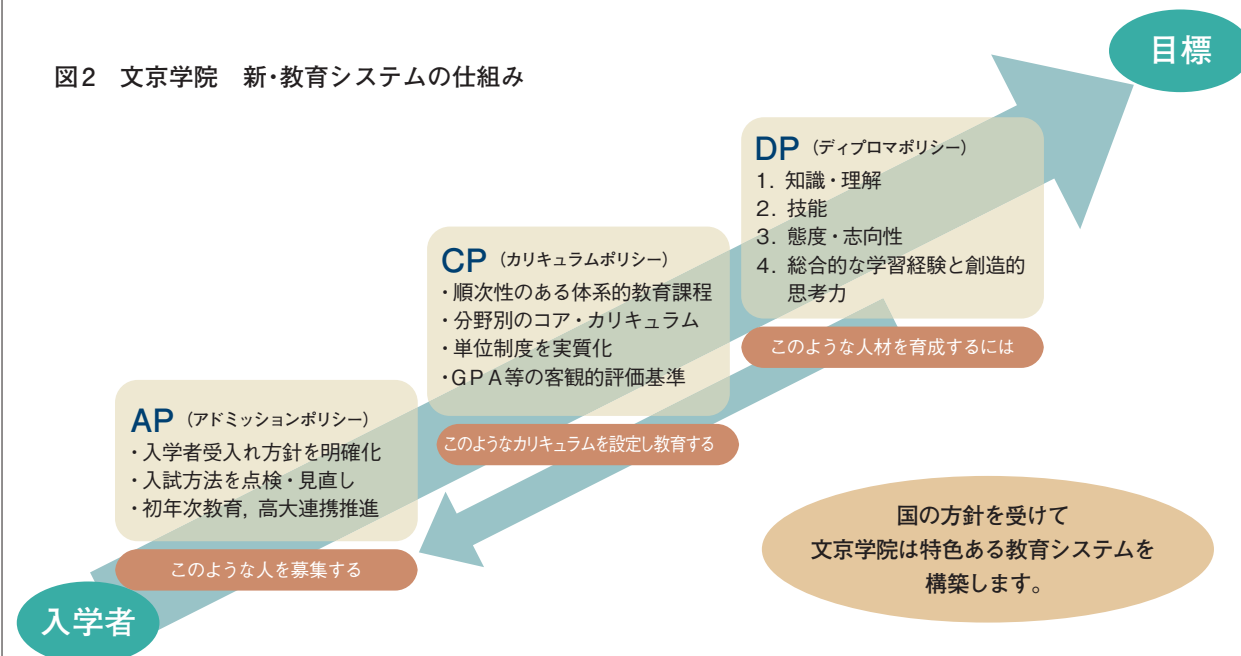 図2 文京学院 新・教育システムの仕組み
目標
DP（ディプロマポリシー）
1. 知識・理解
2. 技能
3. 態度・志向性
4. 総合的な学習経験と創造的
思考力
このような人材を育成するには
CP（カリキュラムポリシー）
・順次性のある体系的教育課程
・分野別のコア・カリキュラム
・単位制度を実質化
・GPA等の客観的評価基準
このようなカリキュラムを設定し教育する
AP（アドミッションポリシー）
・入学者受入れ方針を明確化
・入試方法を点検・見直し
・初年次教育, 高大連携推進
このような人を募集する
入学者
国の方針を受けて
文京学院は特色ある教育システムを
構築します。